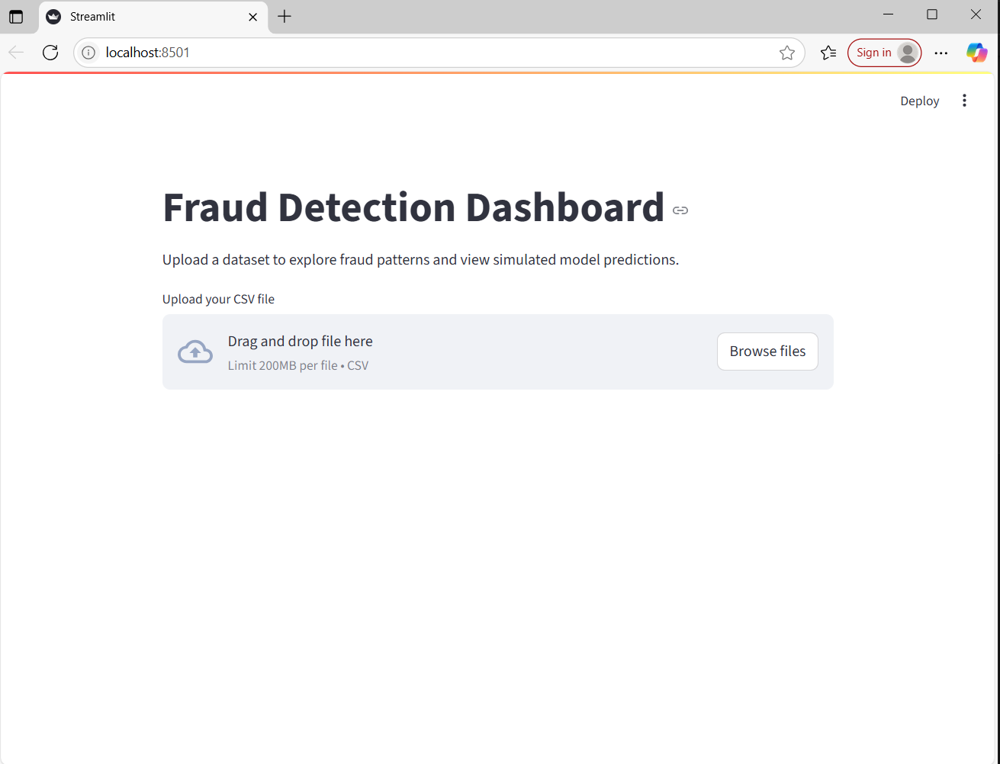 Streamlit
localhost:8501
Sign in
Deploy
Fraud Detection Dashboard
Upload a dataset to explore fraud patterns and view simulated model predictions.
Upload your CSV file
Drag and drop file here
Limit 200MB per file • CSV
Browse files